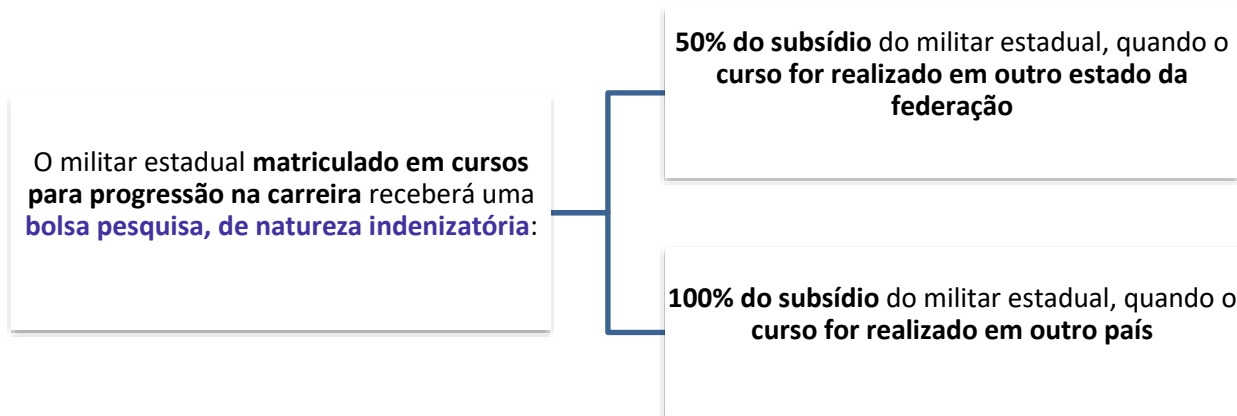 O militar estadual matriculado em cursos
para progressão na carreira receberá uma
bolsa pesquisa, de natureza indenizatória:
50% do subsídio do militar estadual, quando o
curso for realizado em outro estado da
federação
100% do subsídio do militar estadual, quando o
curso for realizado em outro país